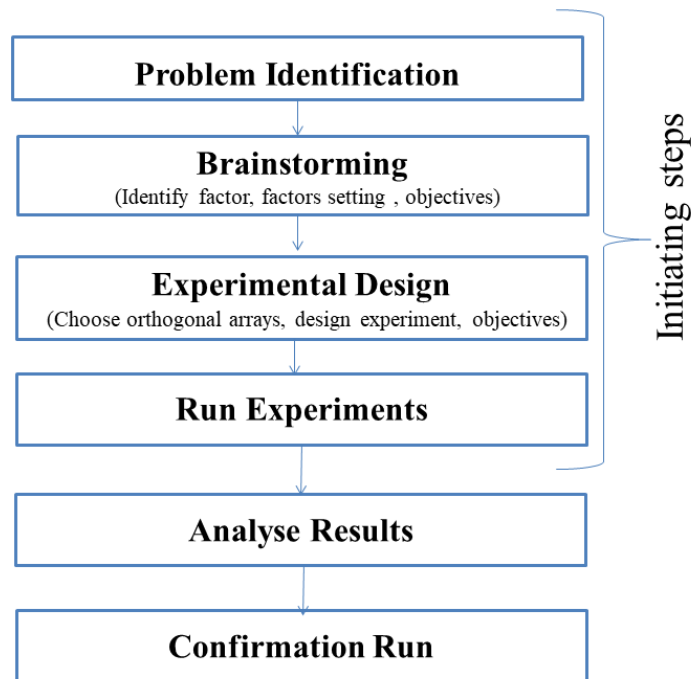 Problem Identification
Brainstorming
(Identify factor, factors setting , objectives)
Experimental Design
(Choose orthogonal arrays, design experiment, objectives)
Run Experiments
Analyse Results
Confirmation Run
Initiating steps